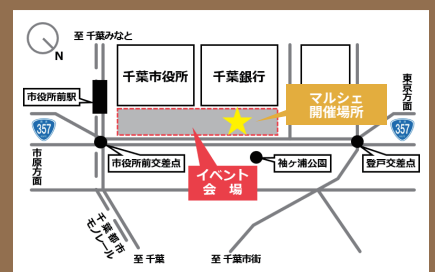 至 千葉みなと
N
千葉市役所
千葉銀行
市役所前駅
マルシェ
開催場所
東京方面
357
357
市原方面
市役所前交差点
イベント
会 場
袖ヶ浦公園
登戸交差点
千葉都市
モノレール
至 千葉
至 千葉市街